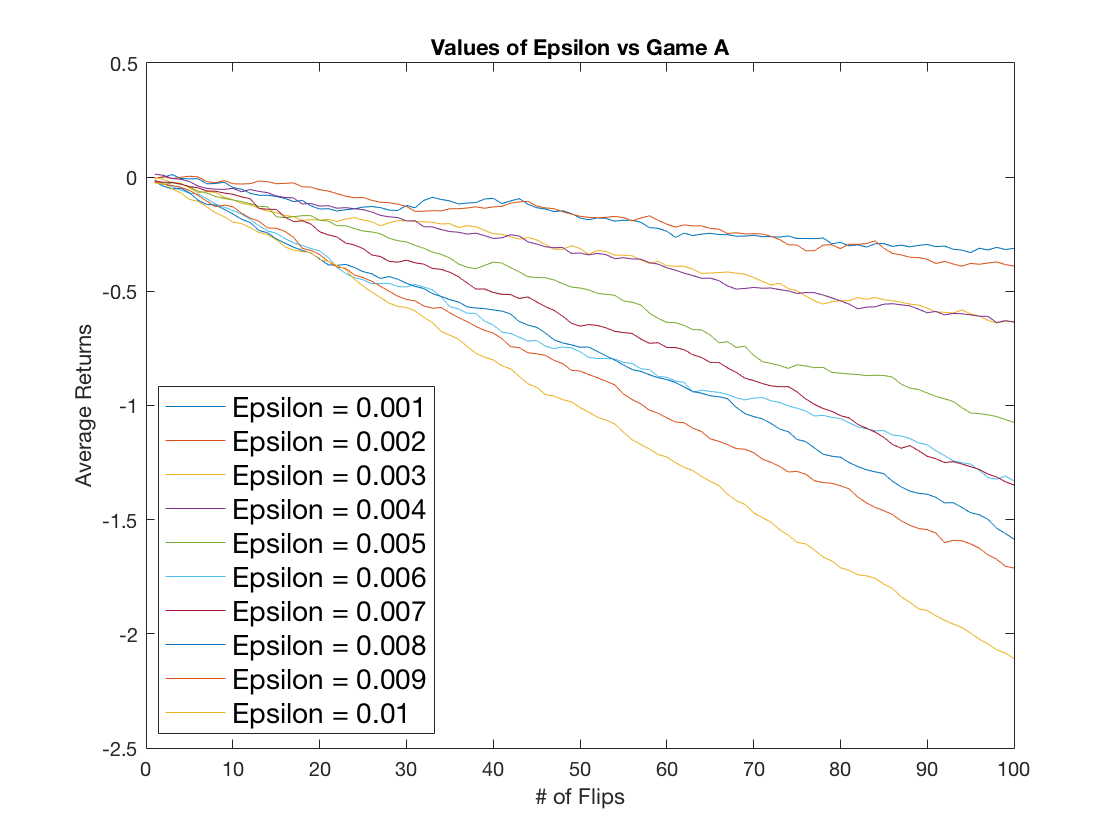 Values of Epsilon vs Game A
0.5
0
-0.5
-1
-1.5
-2
-2.5
Average Returns
Epsilon = 0.001
Epsilon = 0.002
Epsilon = 0.003
Epsilon = 0.004
Epsilon = 0.005
Epsilon = 0.006
Epsilon = 0.007
Epsilon = 0.008
Epsilon = 0.009
Epsilon = 0.01
0 10 20 30 40 50 60 70 80 90 100
# of Flips